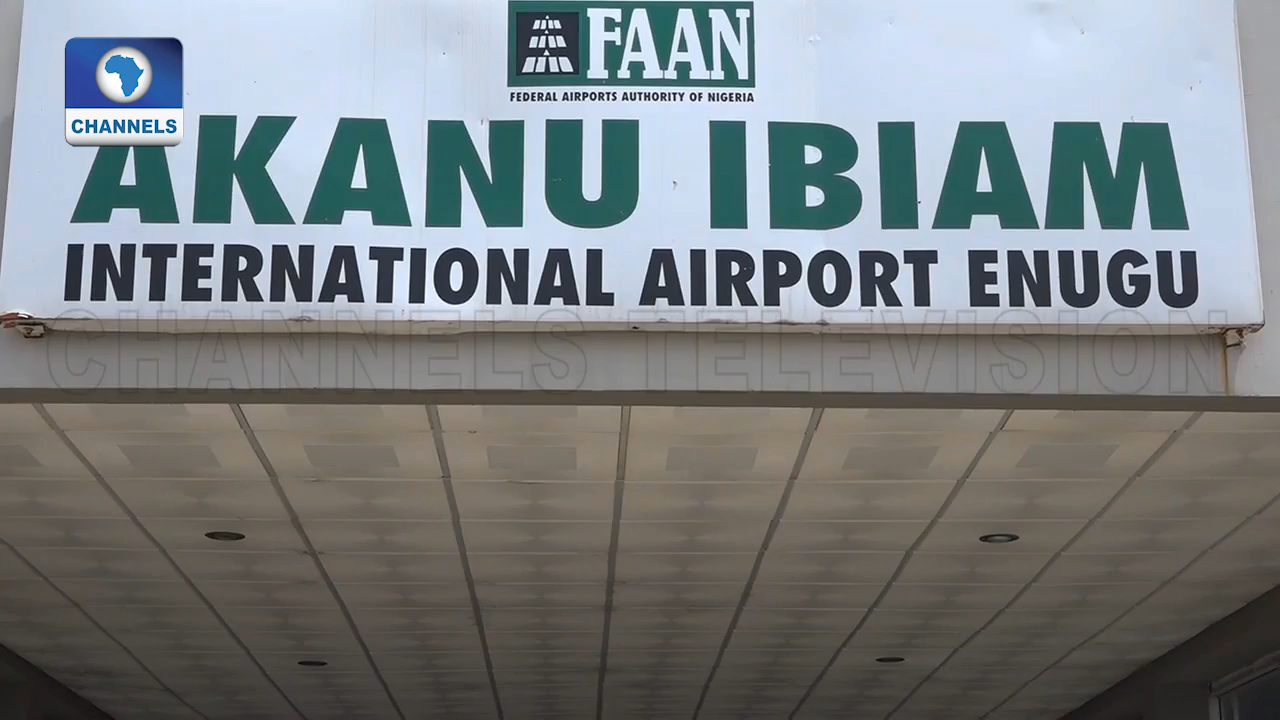 FAAN
FEDERAL AIRPORTS AUTHORITY OF NIGERIA
CHANNELS
AKANU IBIAM
INTERNATIONAL AIRPORT ENUGU
CHANNELS TELEVISION